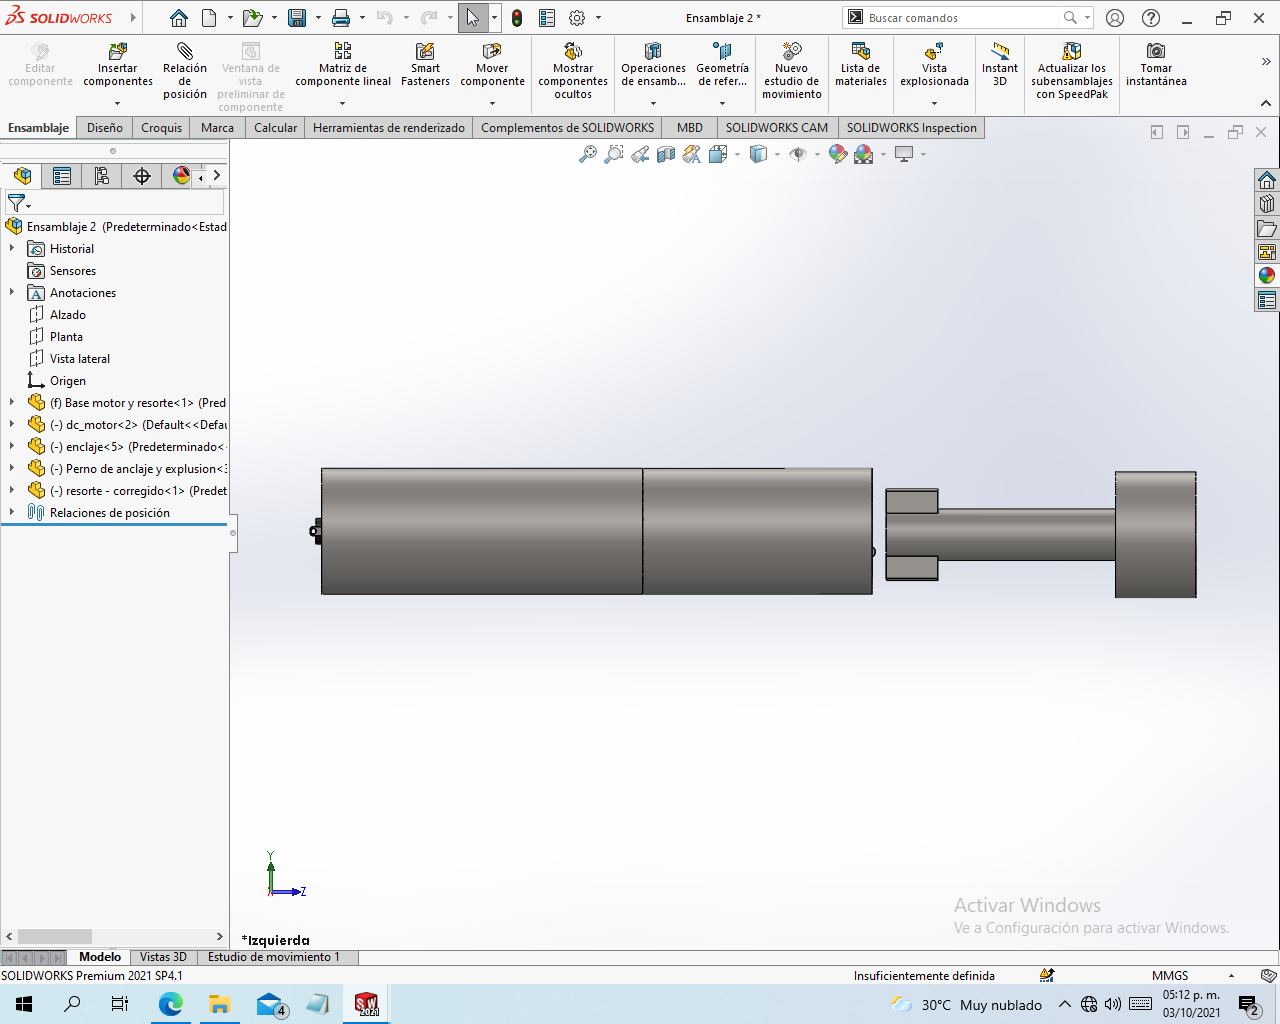 SOLIDWORKS
Ensamblaje 2 *
Buscar comandos
Editar componente
Insertar componentes
Relación de posición
Ventana de vista preliminar de componente
Matriz de componente lineal
Smart Fasteners
Mover componente
Mostrar componentes ocultos
Operaciones de ensamb...
Geometría de refer...
Nuevo estudio de movimiento
Lista de materiales
Vista explosionada
Instant 3D
Actualizar los subensamblajes con SpeedPak
Tomar instantánea
Ensamblaje
Diseño
Croquis
Marca
Calcular
Herramientas de renderizado
Complementos de SOLIDWORKS
MBD
SOLIDWORKS CAM
SOLIDWORKS Inspection
Ensamblaje 2 (Predeterminado<Estad
Historial
Sensores
Anotaciones
Alzado
Planta
Vista lateral
Origen
(f) Base motor y resorte<1> (Pred
(-) dc_motor<2> (Default<<Defau
(-) enclaje<5> (Predeterminado<
(-) Perno de anclaje y explusion<3
(-) resorte - corregido<1> (Predet
Relaciones de posición
Y
Z
*Izquierda
Activar Windows
Ve a Configuración para activar Windows.
Modelo
Vistas 3D
Estudio de movimiento 1
SOLIDWORKS Premium 2021 SP4.1
Insuficientemente definida
MMGS
4
SW 2021
30°C Muy nublado
05:12 p. m.
03/10/2021
2